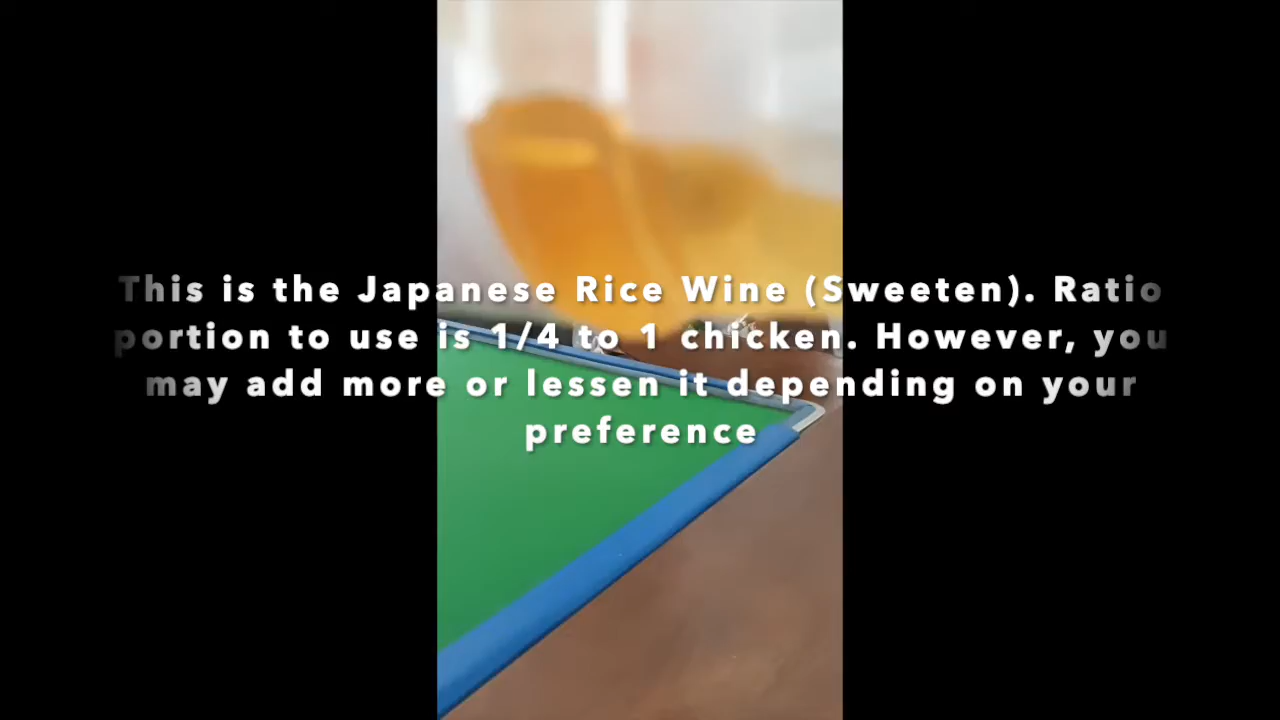 This is the Japanese Rice Wine (Sweeten). Ratio
portion to use is 1/4 to 1 chicken. However, you
may add more or lessen it depending on your
preference